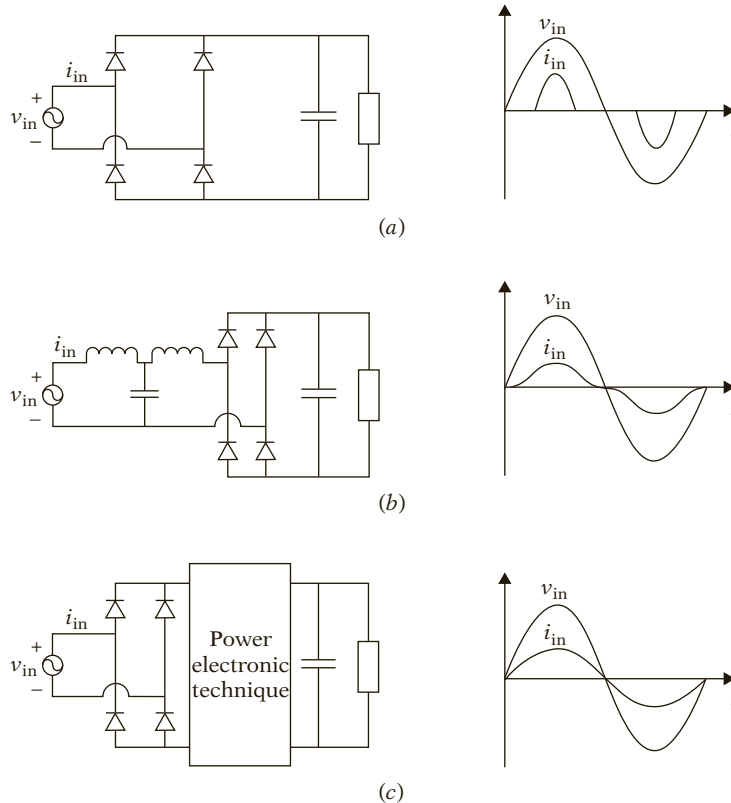 i_in
+
v_in
−
v_in
i_in
(a)
i_in
+
v_in
−
v_in
i_in
(b)
i_in
+
v_in
−
Power
electronic
technique
v_in
i_in
(c)